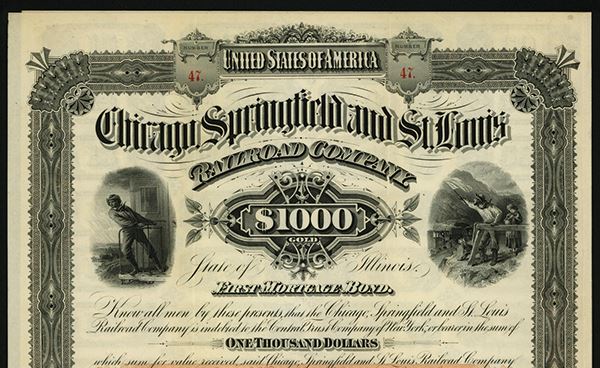 NUMBER NUMBER
UNITED STATES OF AMERICA
47. 47.
Chicago Springfield and St. Louis
RAILROAD COMPANY
$1000
GOLD
State of Illinois.
FIRST MORTGAGE BOND.
Know all men by these presents, that the Chicago, Springfield and St. Louis
Railroad Company is indebted to the Central Trust Company of New York, or bearer, in the sum of
ONE THOUSAND DOLLARS
which sum for value received, said Chicago, Springfield and St. Louis Railroad Company